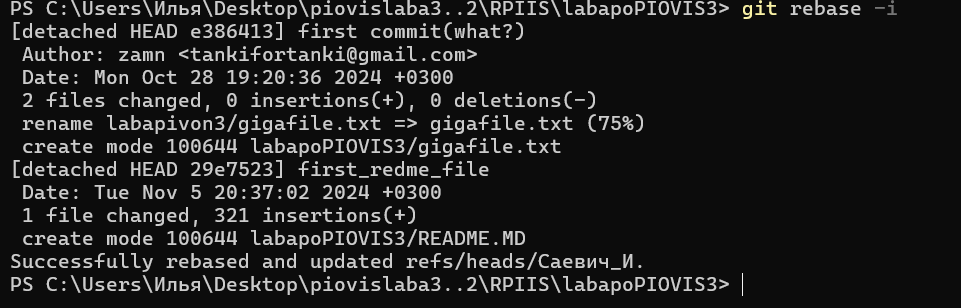 PS C:\Users\Илья\Desktop\piovislaba3..2\RPIIS\labapoPIOVIS3> git rebase -i
[detached HEAD e386413] first commit(what?)
 Author: zamn <tankifortanki@gmail.com>
 Date: Mon Oct 28 19:20:36 2024 +0300
 2 files changed, 0 insertions(+), 0 deletions(-)
 rename labapivon3/gigafile.txt => gigafile.txt (75%)
 create mode 100644 labapoPIOVIS3/gigafile.txt
[detached HEAD 29e7523] first_redme_file
 Date: Tue Nov 5 20:37:02 2024 +0300
 1 file changed, 321 insertions(+)
 create mode 100644 labapoPIOVIS3/README.MD
Successfully rebased and updated refs/heads/Саевич_И.
PS C:\Users\Илья\Desktop\piovislaba3..2\RPIIS\labapoPIOVIS3>